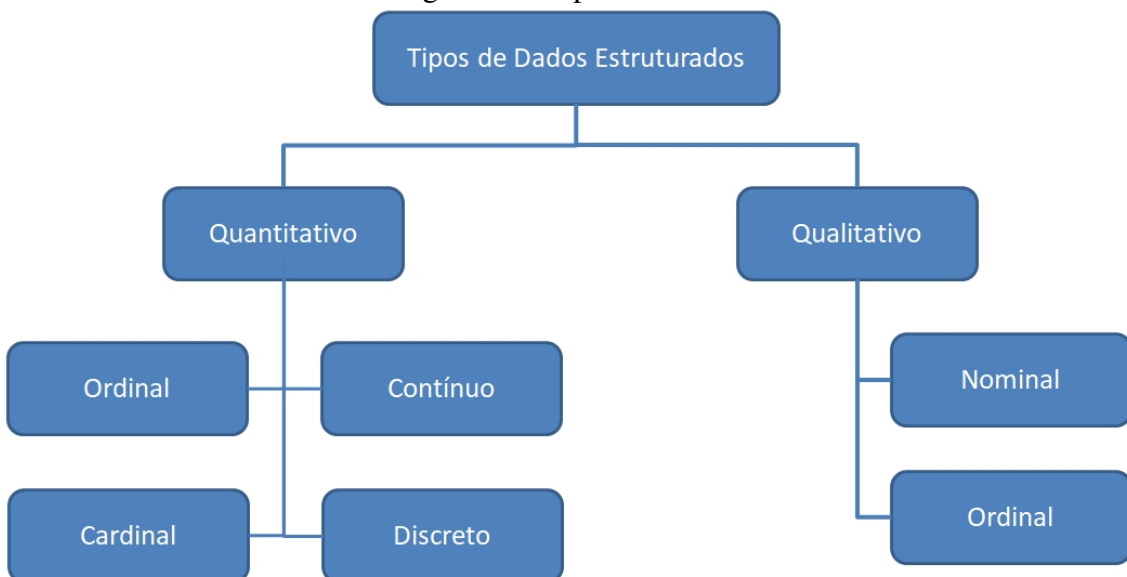 Tipos de Dados Estruturados
Quantitativo
Qualitativo
Ordinal
Contínuo
Nominal
Cardinal
Discreto
Ordinal